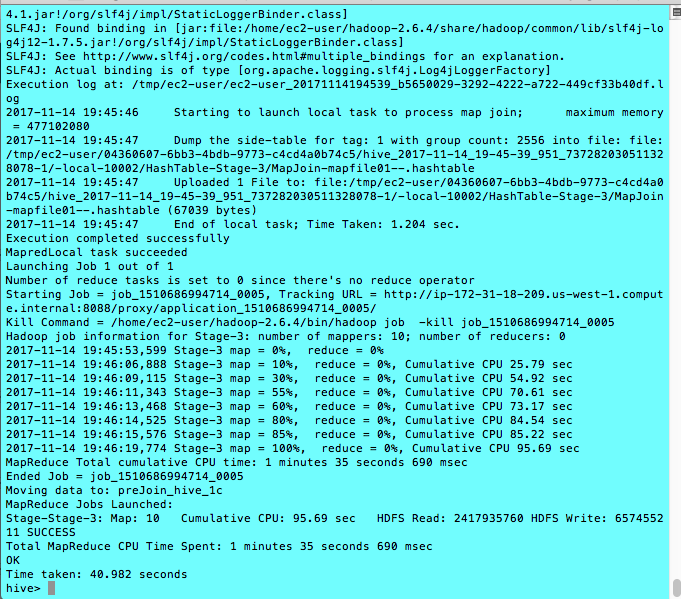 4.1.jar!/org/slf4j/impl/StaticLoggerBinder.class]
SLF4J: Found binding in [jar:file:/home/ec2-user/hadoop-2.6.4/share/hadoop/common/lib/slf4j-lo
g4j12-1.7.5.jar!/org/slf4j/impl/StaticLoggerBinder.class]
SLF4J: See http://www.slf4j.org/codes.html#multiple_bindings for an explanation.
SLF4J: Actual binding is of type [org.apache.logging.slf4j.Log4jLoggerFactory]
Execution log at: /tmp/ec2-user/ec2-user_20171114194539_b5650029-3292-4222-a722-449cf33b40df.l
og
2017-11-14 19:45:46     Starting to launch local task to process map join;      maximum memory
 = 477102080
2017-11-14 19:45:47     Dump the side-table for tag: 1 with group count: 2556 into file: file:
/tmp/ec2-user/04360607-6bb3-4bdb-9773-c4cd4a0b74c5/hive_2017-11-14_19-45-39_951_73728203051132
8078-1/-local-10002/HashTable-Stage-3/MapJoin-mapfile01--.hashtable
2017-11-14 19:45:47     Uploaded 1 File to: file:/tmp/ec2-user/04360607-6bb3-4bdb-9773-c4cd4a0
b74c5/hive_2017-11-14_19-45-39_951_737282030511328078-1/-local-10002/HashTable-Stage-3/MapJoin
-mapfile01--.hashtable (67039 bytes)
2017-11-14 19:45:47     End of local task; Time Taken: 1.204 sec.
Execution completed successfully
MapredLocal task succeeded
Launching Job 1 out of 1
Number of reduce tasks is set to 0 since there's no reduce operator
Starting Job = job_1510686994714_0005, Tracking URL = http://ip-172-31-18-209.us-west-1.comput
e.internal:8088/proxy/application_1510686994714_0005/
Kill Command = /home/ec2-user/hadoop-2.6.4/bin/hadoop job  -kill job_1510686994714_0005
Hadoop job information for Stage-3: number of mappers: 10; number of reducers: 0
2017-11-14 19:45:53,599 Stage-3 map = 0%,  reduce = 0%
2017-11-14 19:46:06,888 Stage-3 map = 10%,  reduce = 0%, Cumulative CPU 25.79 sec
2017-11-14 19:46:09,115 Stage-3 map = 30%,  reduce = 0%, Cumulative CPU 54.92 sec
2017-11-14 19:46:11,343 Stage-3 map = 55%,  reduce = 0%, Cumulative CPU 70.61 sec
2017-11-14 19:46:13,468 Stage-3 map = 60%,  reduce = 0%, Cumulative CPU 73.17 sec
2017-11-14 19:46:14,525 Stage-3 map = 80%,  reduce = 0%, Cumulative CPU 84.54 sec
2017-11-14 19:46:15,576 Stage-3 map = 85%,  reduce = 0%, Cumulative CPU 85.22 sec
2017-11-14 19:46:19,774 Stage-3 map = 100%,  reduce = 0%, Cumulative CPU 95.69 sec
MapReduce Total cumulative CPU time: 1 minutes 35 seconds 690 msec
Ended Job = job_1510686994714_0005
Moving data to: preJoin_hive_1c
MapReduce Jobs Launched:
Stage-Stage-3: Map: 10   Cumulative CPU: 95.69 sec   HDFS Read: 2417935760 HDFS Write: 6574552
11 SUCCESS
Total MapReduce CPU Time Spent: 1 minutes 35 seconds 690 msec
OK
Time taken: 40.982 seconds
hive>